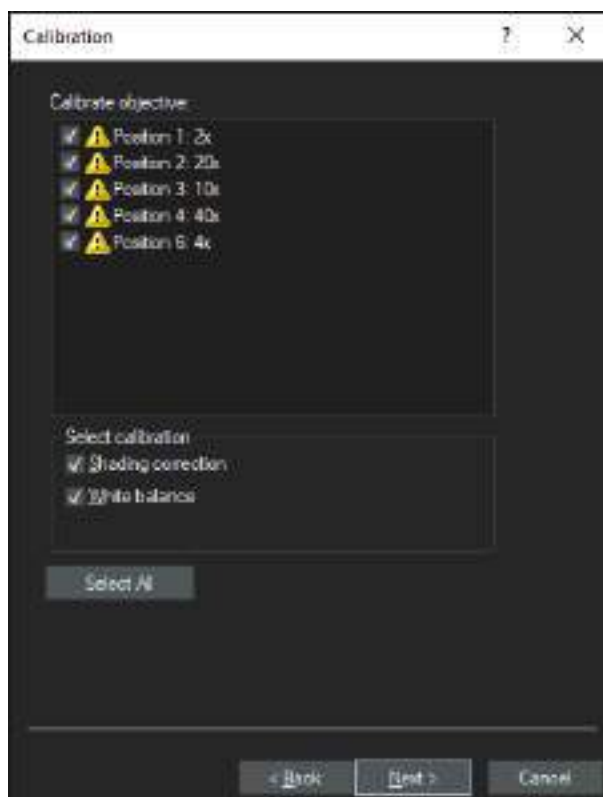 Calibration ?
Calibrate objective:
Position 1: 2x
Position 2: 20x
Position 3: 10x
Position 4: 40x
Position 6: 4x
Select calibration
Shading correction
White balance
Select All
< Back Next > Cancel